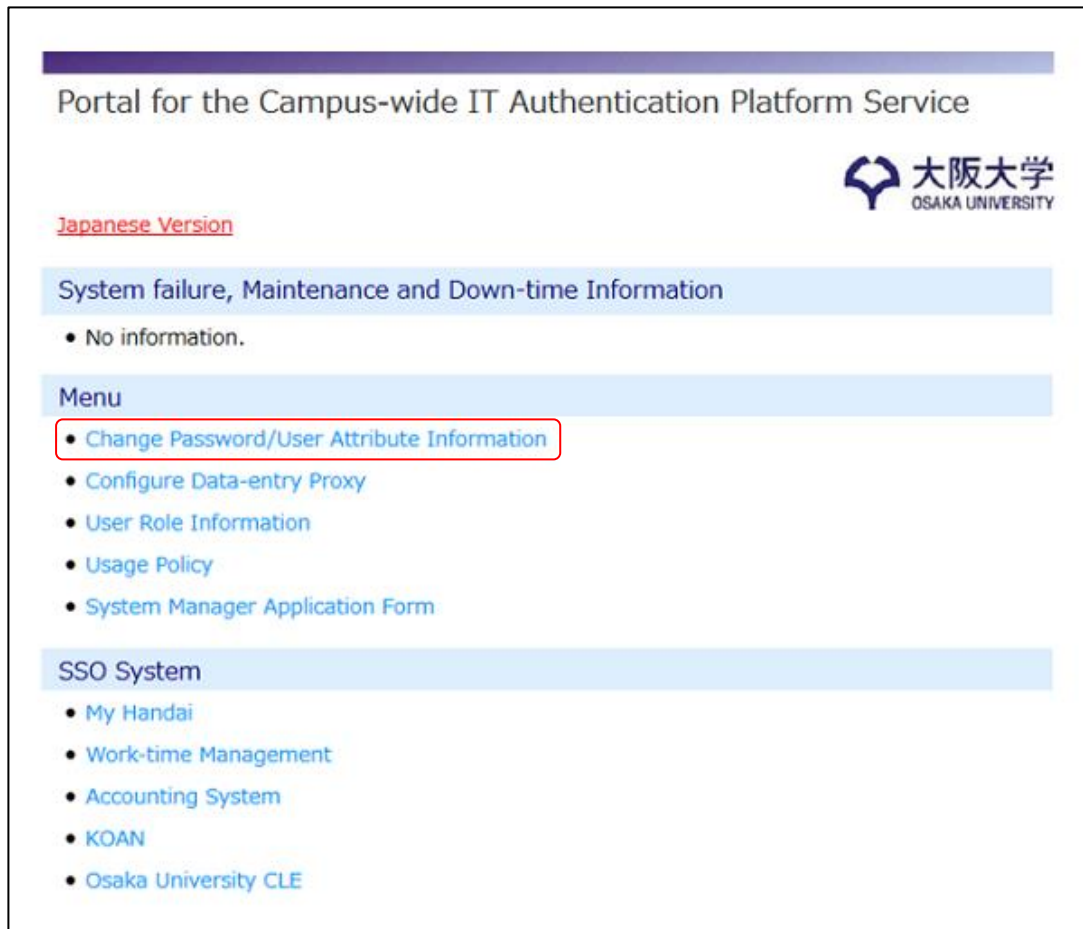 Portal for the Campus-wide IT Authentication Platform Service
大阪大学
OSAKA UNIVERSITY
Japanese Version
System failure, Maintenance and Down-time Information
• No information.
Menu
• Change Password/User Attribute Information
• Configure Data-entry Proxy
• User Role Information
• Usage Policy
• System Manager Application Form
SSO System
• My Handai
• Work-time Management
• Accounting System
• KOAN
• Osaka University CLE